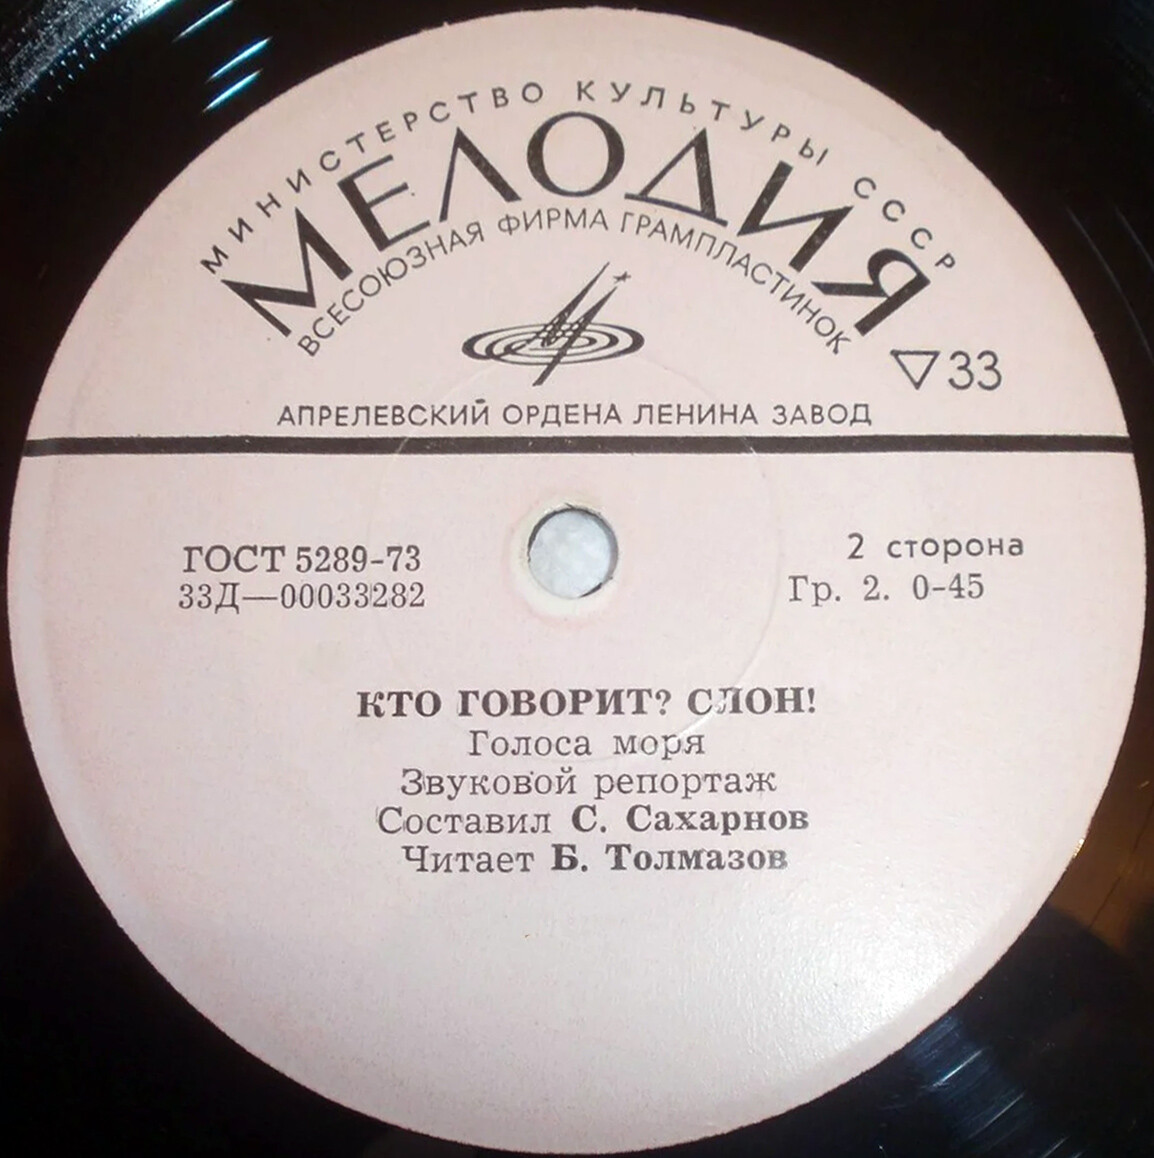 МИНИСТЕРСТВО КУЛЬТУРЫ СССР
МЕЛОДИЯ
ВСЕСОЮЗНАЯ ФИРМА ГРАМПЛАСТИНОК
▽33
АПРЕЛЕВСКИЙ ОРДЕНА ЛЕНИНА ЗАВОД
ГОСТ 5289-73
33Д—00033282
2 сторона
Гр. 2. 0-45
КТО ГОВОРИТ? СЛОН!
Голоса моря
Звуковой репортаж
Составил С. Сахарнов
Читает Б. Толмазов